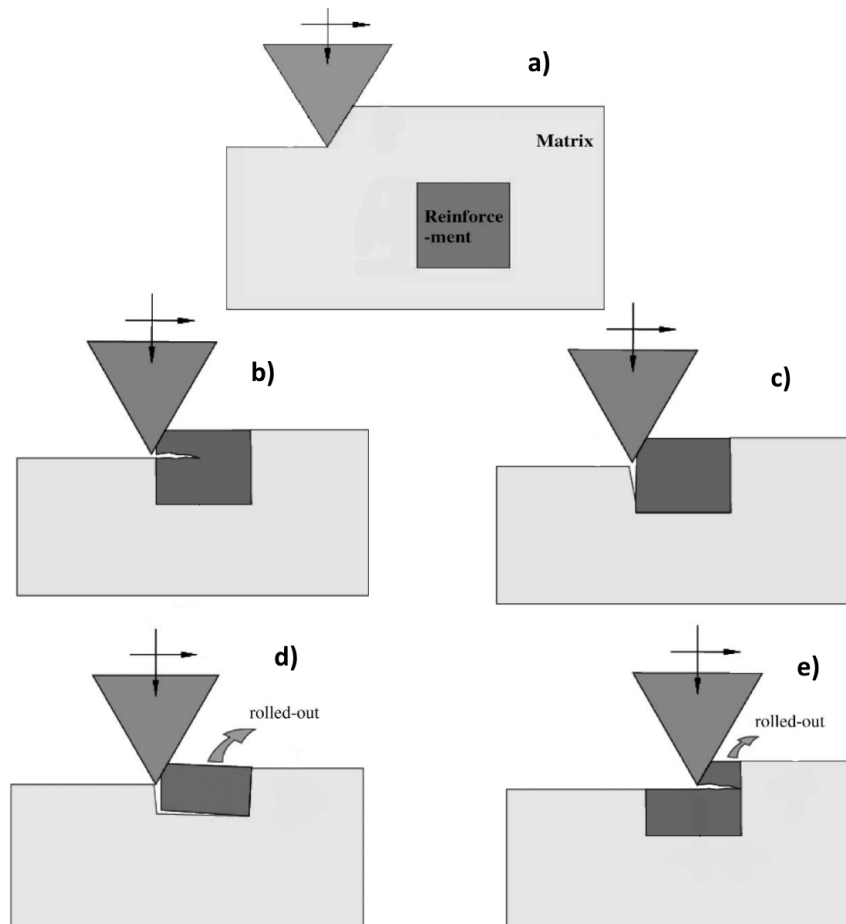 a)
Matrix
Reinforce
-ment
b)
c)
d)
rolled-out
e)
rolled-out